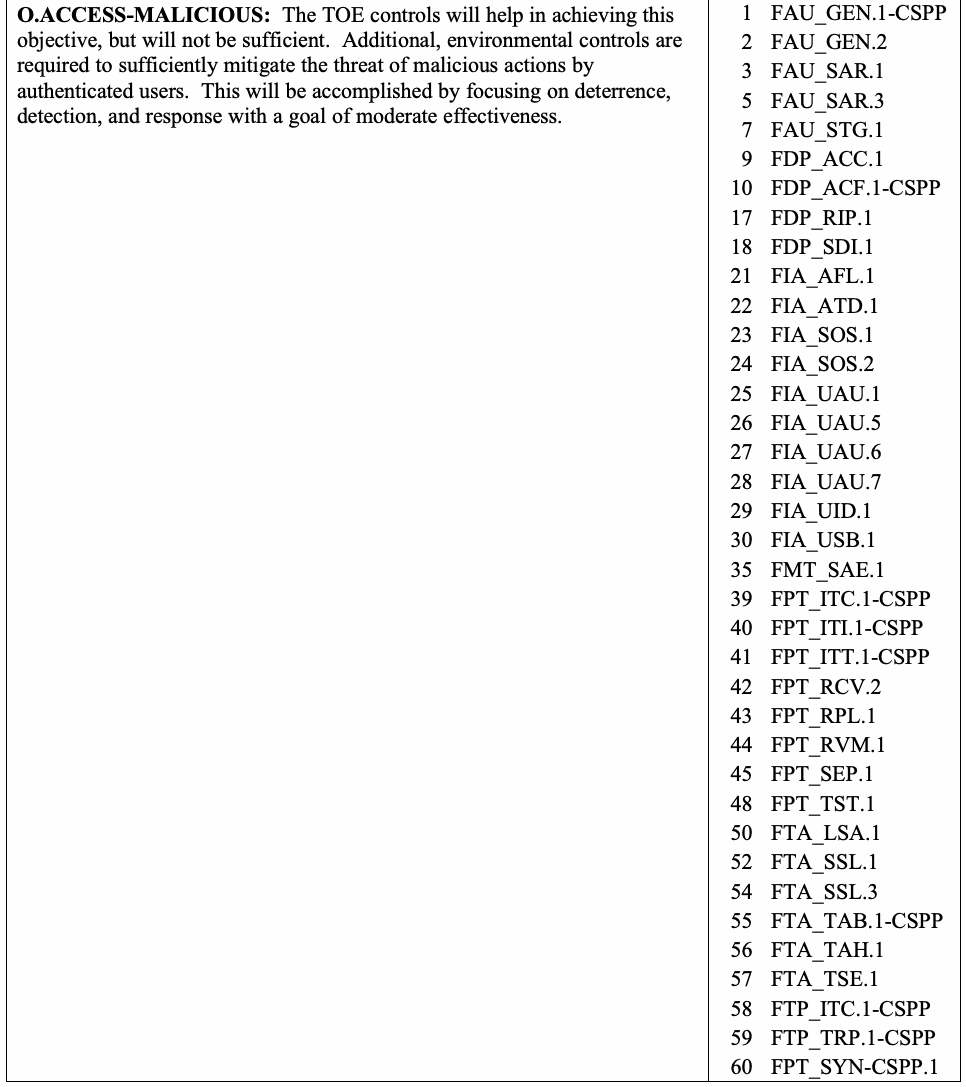 O.ACCESS-MALICIOUS: The TOE controls will help in achieving this
objective, but will not be sufficient. Additional, environmental controls are
required to sufficiently mitigate the threat of malicious actions by
authenticated users. This will be accomplished by focusing on deterrence,
detection, and response with a goal of moderate effectiveness.
1 FAU_GEN.1-CSPP
2 FAU_GEN.2
3 FAU_SAR.1
5 FAU_SAR.3
7 FAU_STG.1
9 FDP_ACC.1
10 FDP_ACF.1-CSPP
17 FDP_RIP.1
18 FDP_SDI.1
21 FIA_AFL.1
22 FIA_ATD.1
23 FIA_SOS.1
24 FIA_SOS.2
25 FIA_UAU.1
26 FIA_UAU.5
27 FIA_UAU.6
28 FIA_UAU.7
29 FIA_UID.1
30 FIA_USB.1
35 FMT_SAE.1
39 FPT_ITC.1-CSPP
40 FPT_ITI.1-CSPP
41 FPT_ITT.1-CSPP
42 FPT_RCV.2
43 FPT_RPL.1
44 FPT_RVM.1
45 FPT_SEP.1
48 FPT_TST.1
50 FTA_LSA.1
52 FTA_SSL.1
54 FTA_SSL.3
55 FTA_TAB.1-CSPP
56 FTA_TAH.1
57 FTA_TSE.1
58 FTP_ITC.1-CSPP
59 FTP_TRP.1-CSPP
60 FPT_SYN-CSPP.1